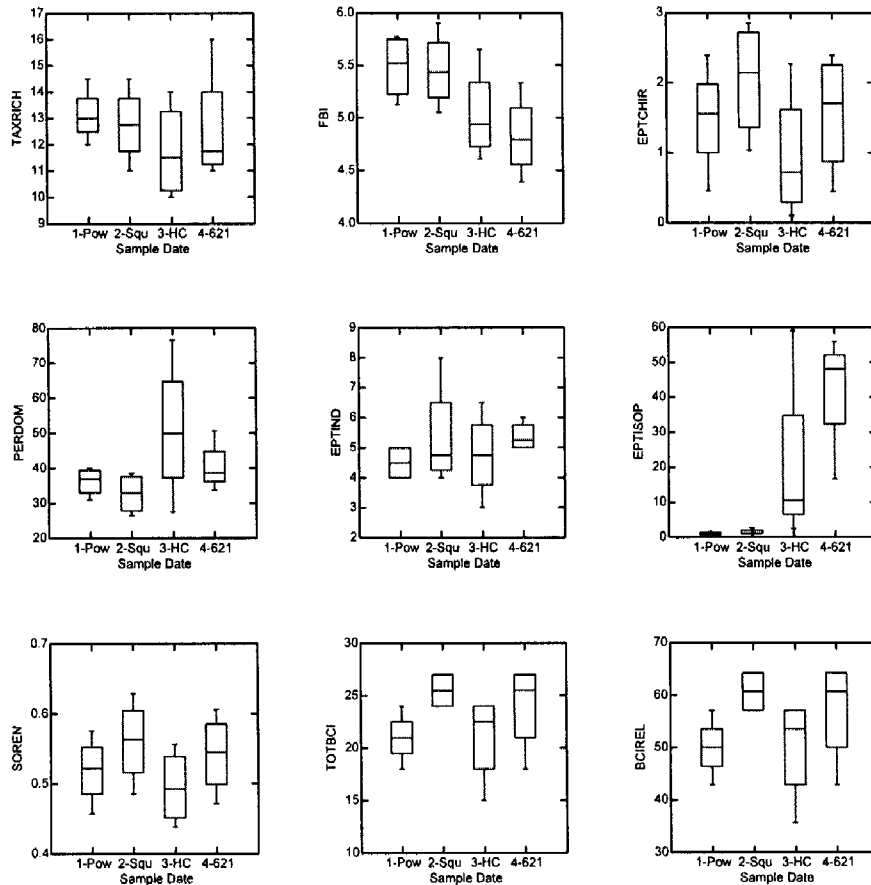 TAXRICH
17
16
15
14
13
12
11
10
9
1-Pow 2-Squ 3-HC 4-621
Sample Date
FBI
6.0
5.5
5.0
4.5
4.0
1-Pow 2-Squ 3-HC 4-621
Sample Date
EPTCHIR
3
2
1
0
1-Pow 2-Squ 3-HC 4-621
Sample Date
PERDOM
80
70
60
50
40
30
20
1-Pow 2-Squ 3-HC 4-621
Sample Date
EPTIND
9
8
7
6
5
4
3
2
1-Pow 2-Squ 3-HC 4-621
Sample Date
EPTISOP
60
50
40
30
20
10
0
1-Pow 2-Squ 3-HC 4-621
Sample Date
SOREN
0.7
0.6
0.5
0.4
1-Pow 2-Squ 3-HC 4-621
Sample Date
TOTBCI
30
25
20
15
10
1-Pow 2-Squ 3-HC 4-621
Sample Date
BCIREL
70
60
50
40
30
1-Pow 2-Squ 3-HC 4-621
Sample Date